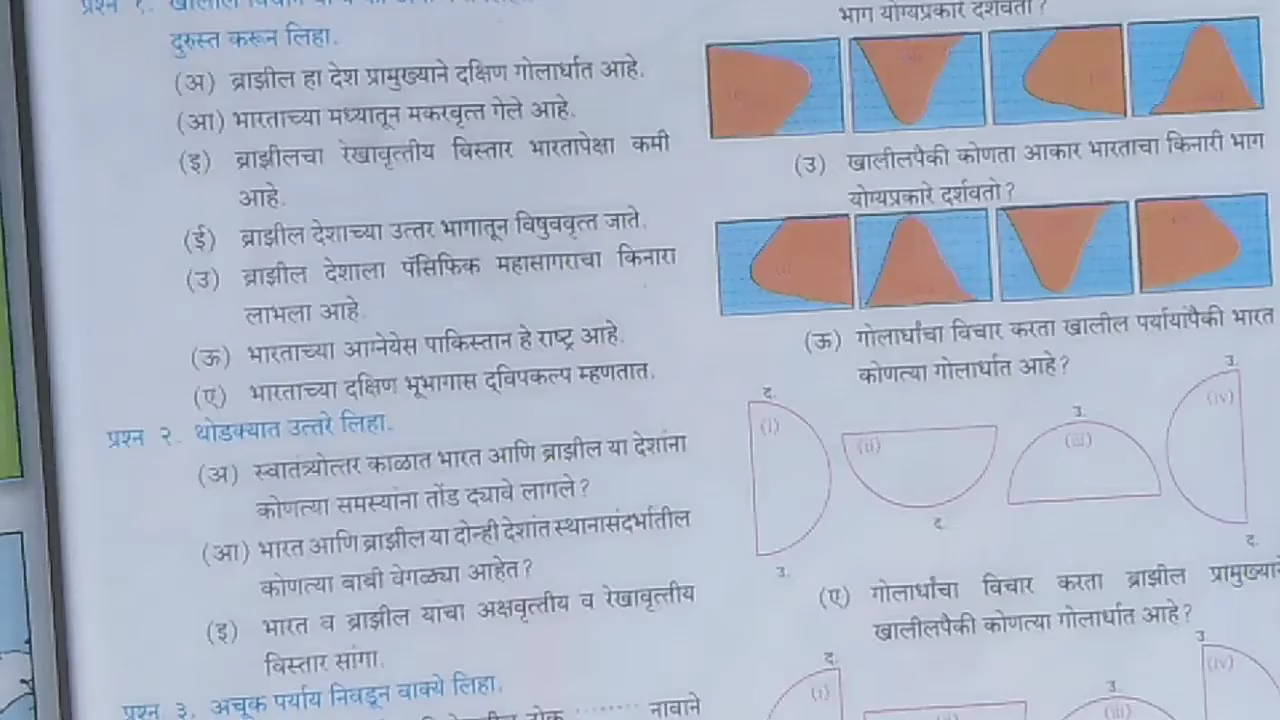 दुरुस्त करून लिहा.
(अ) ब्राझील हा देश प्रामुख्याने दक्षिण गोलार्धात आहे.
(आ) भारताच्या मध्यातून मकरवृत्त गेले आहे.
(इ) ब्राझीलचा रेखावृत्तीय विस्तार भारतापेक्षा कमी
आहे.
(ई) ब्राझील देशाच्या उत्तर भागातून विषुववृत्त जाते.
(उ) ब्राझील देशाला पॅसिफिक महासागराचा किनारा
लाभला आहे.
(ऊ) भारताच्या आग्नेयेस पाकिस्तान हे राष्ट्र आहे.
(ए) भारताच्या दक्षिण भूभागास द्विपकल्प म्हणतात.
प्रश्न २. थोडक्यात उत्तरे लिहा.
(अ) स्वातंत्र्योत्तर काळात भारत आणि ब्राझील या देशांना
कोणत्या समस्यांना तोंड द्यावे लागले?
(आ) भारत आणि ब्राझील या दोन्ही देशांत स्थानासंदर्भातील
कोणत्या बाबी वेगळ्या आहेत?
(इ) भारत व ब्राझील यांचा अक्षवृत्तीय व रेखावृत्तीय
विस्तार सांगा.
प्रश्न ३. अचूक पर्याय निवडून वाक्ये लिहा.
नावाने
भाग योग्यप्रकारे दर्शवतो?
(उ) खालीलपैकी कोणता आकार भारताचा किनारी भाग
योग्यप्रकारे दर्शवतो?
(ऊ) गोलार्धांचा विचार करता खालील पर्यायांपैकी भारत
कोणत्या गोलार्धात आहे?
द. (i) उ.
(ii) द.
उ. (iii)
उ. (iv) द.
(ए) गोलार्धांचा विचार करता ब्राझील प्रामुख्याने
खालीलपैकी कोणत्या गोलार्धात आहे?
द. (i)
उ. (iii)
उ (iv)